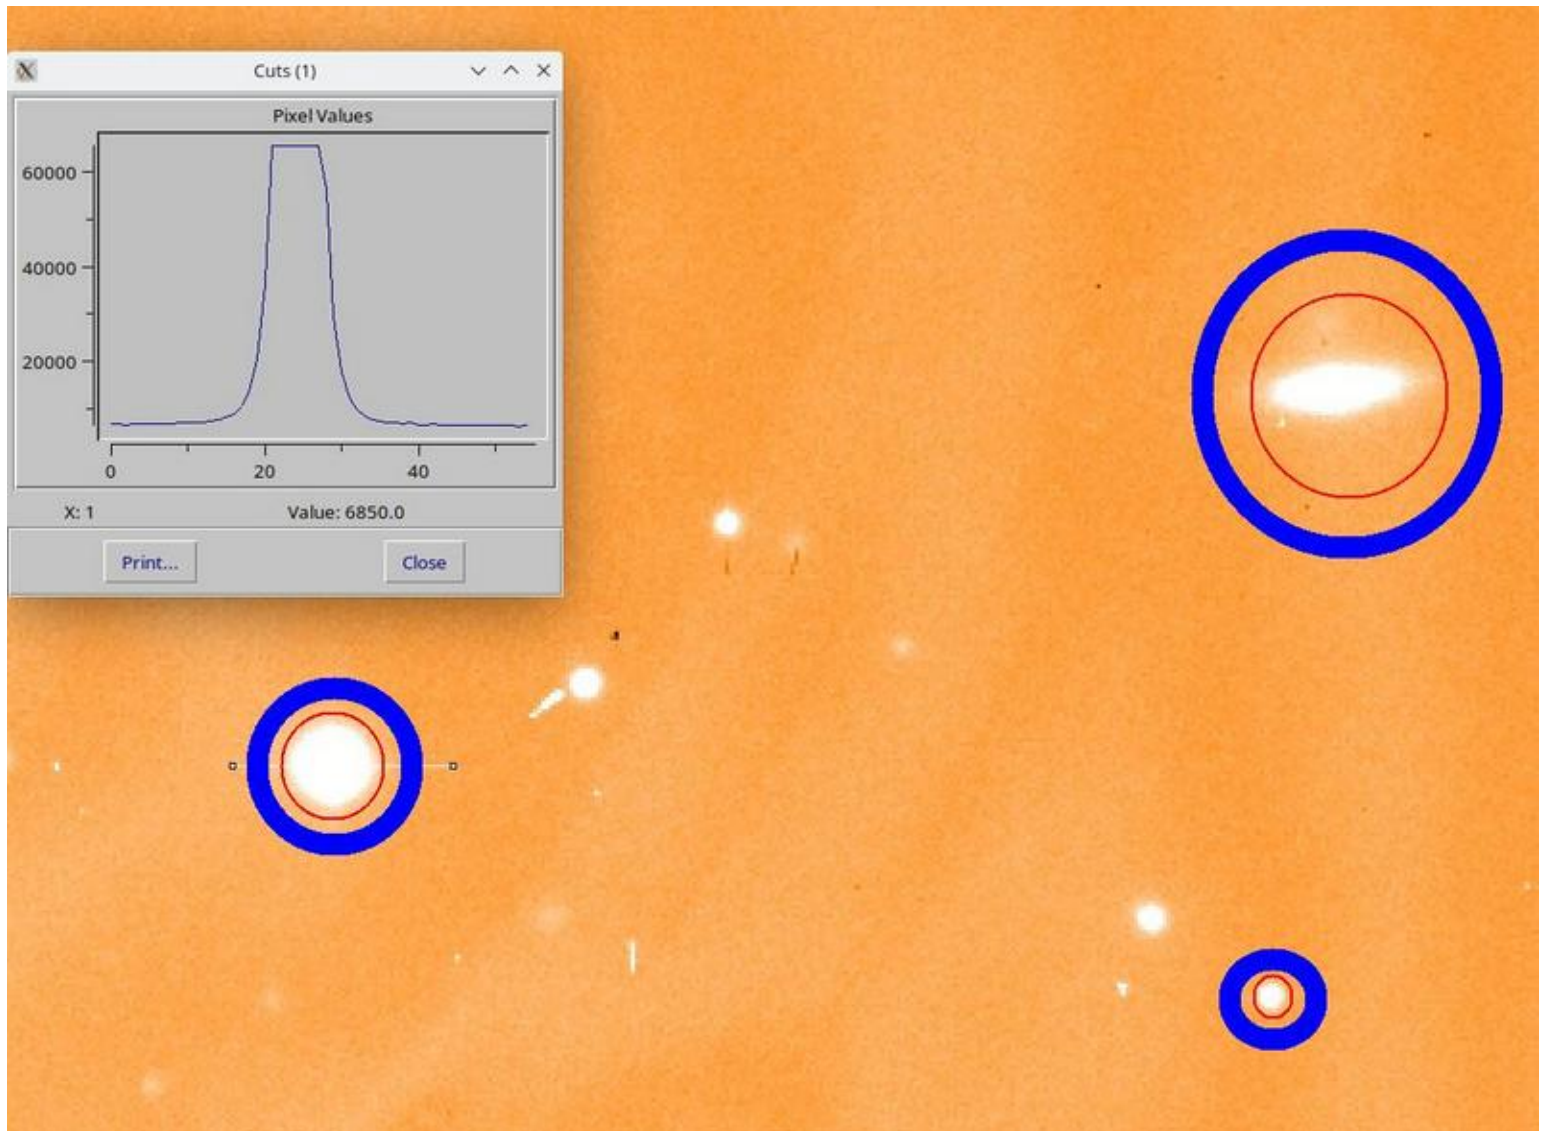 Cuts (1)
Pixel Values
60000
40000
20000
0 20 40
X: 1 Value: 6850.0
Print... Close